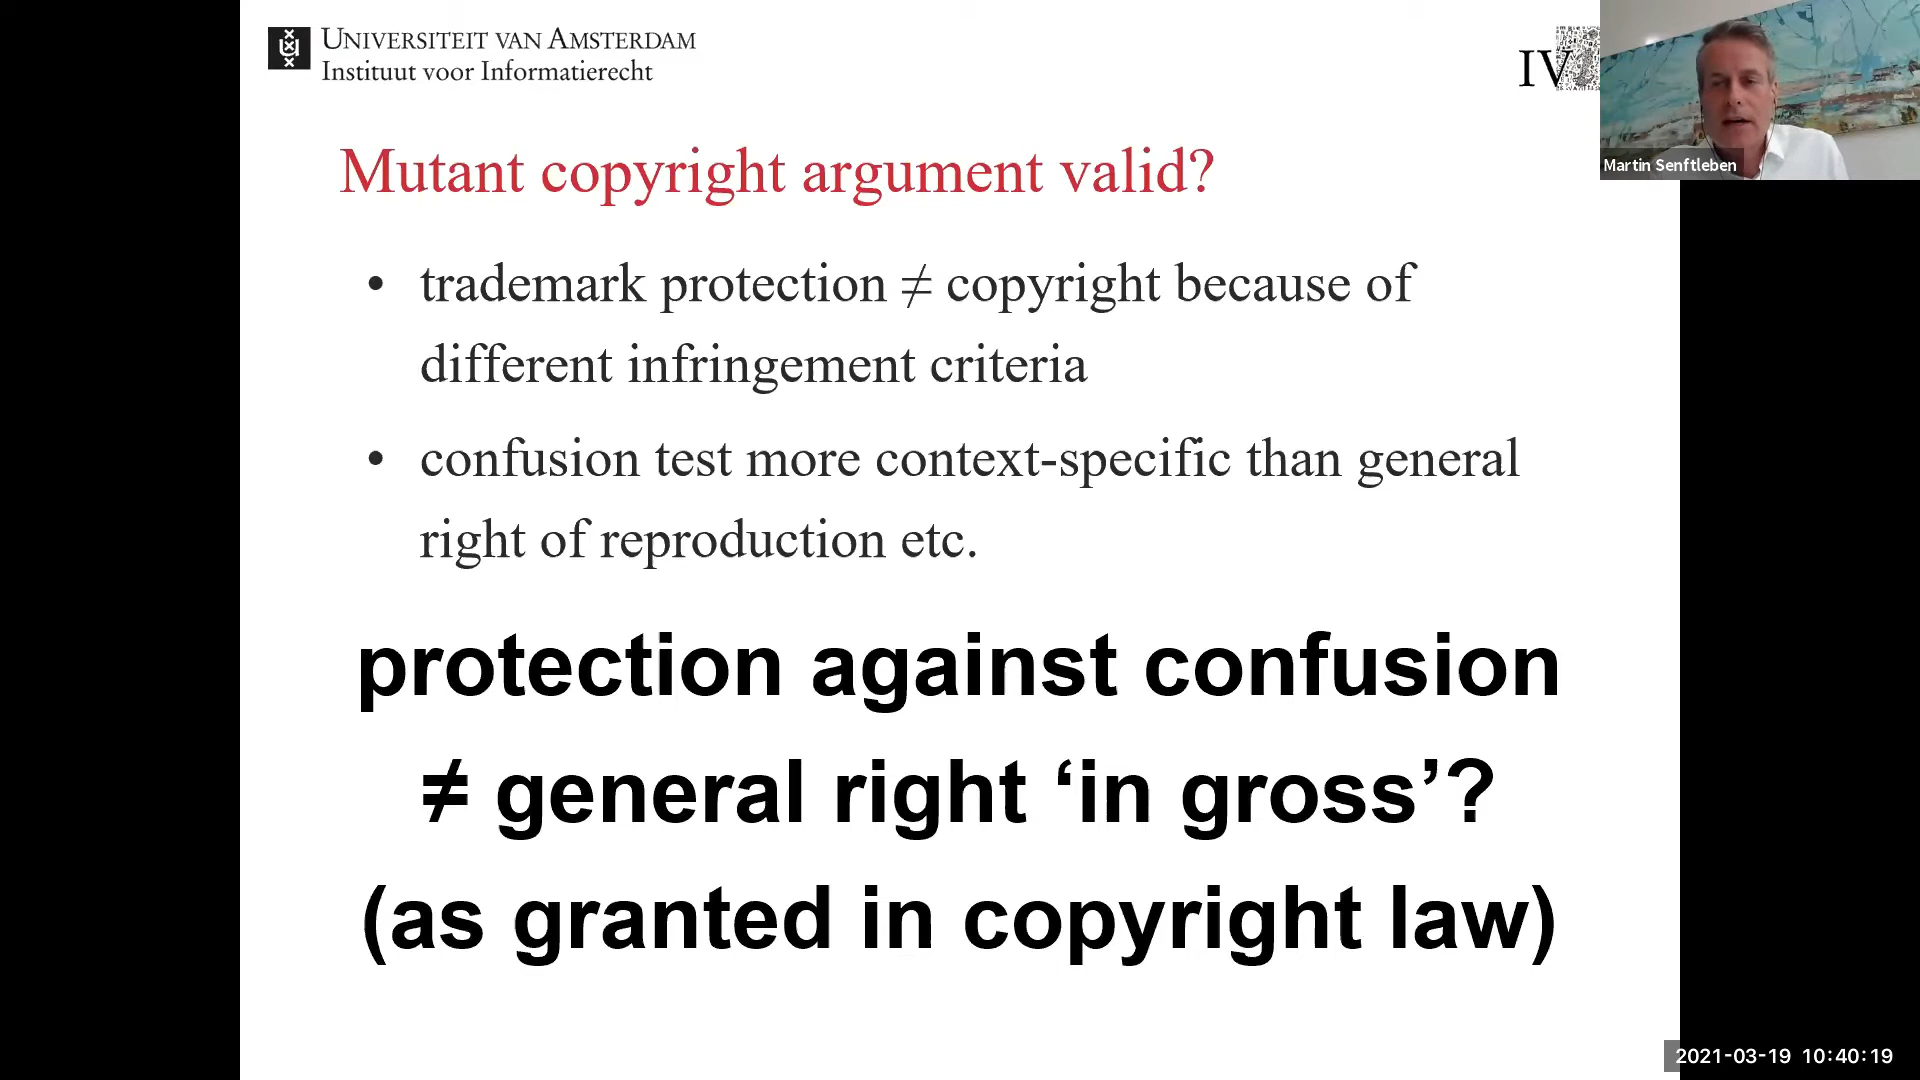 UNIVERSITEIT VAN AMSTERDAM
Instituut voor Informatierecht
IV
Martin Senftleben
Mutant copyright argument valid?
• trademark protection ≠ copyright because of
different infringement criteria
• confusion test more context-specific than general
right of reproduction etc.
protection against confusion
≠ general right ‘in gross’?
(as granted in copyright law)
2021-03-19 10:40:19